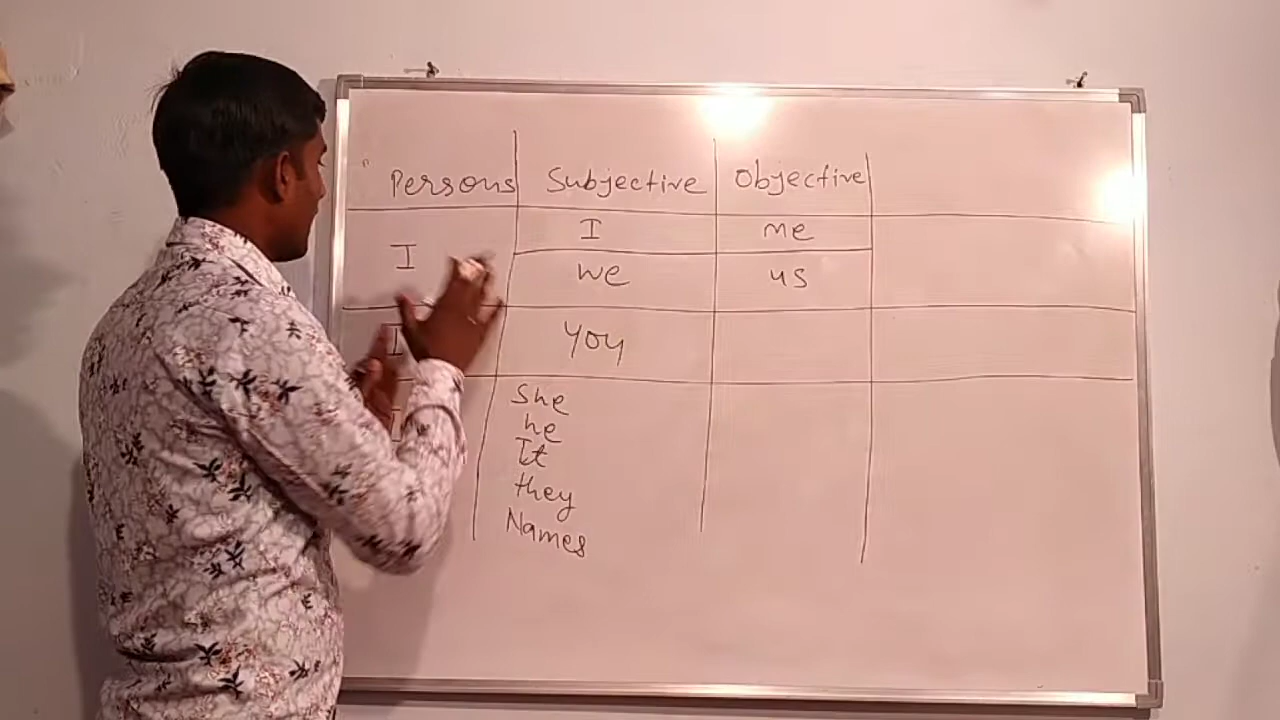 Persons Subjective Objective
I I me
we us
you
She
he
It
they
Names